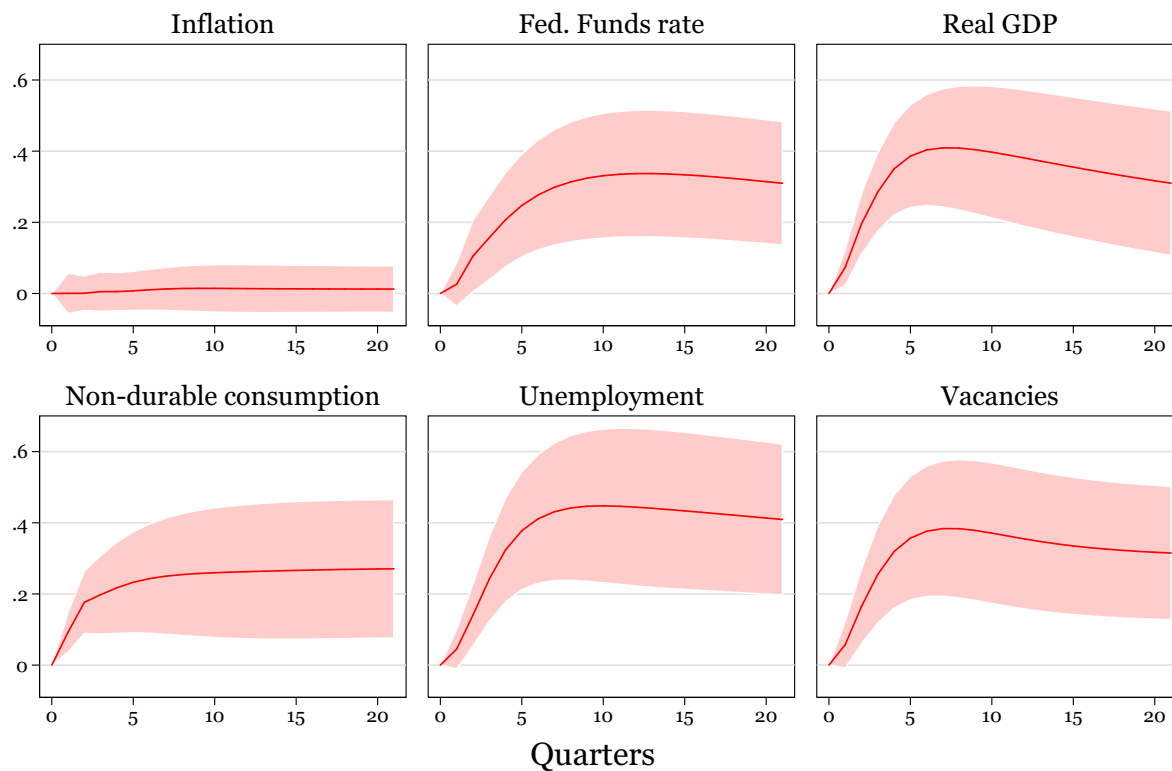 Inflation Fed. Funds rate Real GDP
.6
.4
.2
0
0 5 10 15 20 0 5 10 15 20 0 5 10 15 20
Non-durable consumption Unemployment Vacancies
.6
.4
.2
0
0 5 10 15 20 0 5 10 15 20 0 5 10 15 20
Quarters